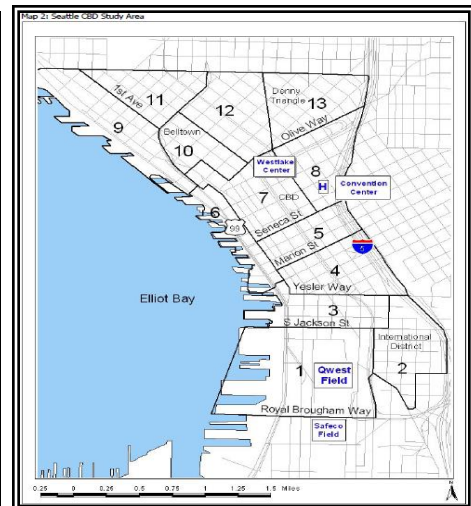 Map 2: Seattle CBD Study Area
1st Ave
11
12
Denny
Triangle
13
9
Belltown
Olive Way
10
Westlake
Center
8
7
CBD
H
Convention
Center
6
99
Seneca St
5
Marion St
5
4
Yesler Way
Elliot Bay
3
S Jackson St
International
District
1
Qwest
Field
2
Royal Brougham Way
Safeco
Field
0.25 0 0.25 0.5 0.75 1 1.25 1.5 Miles
N